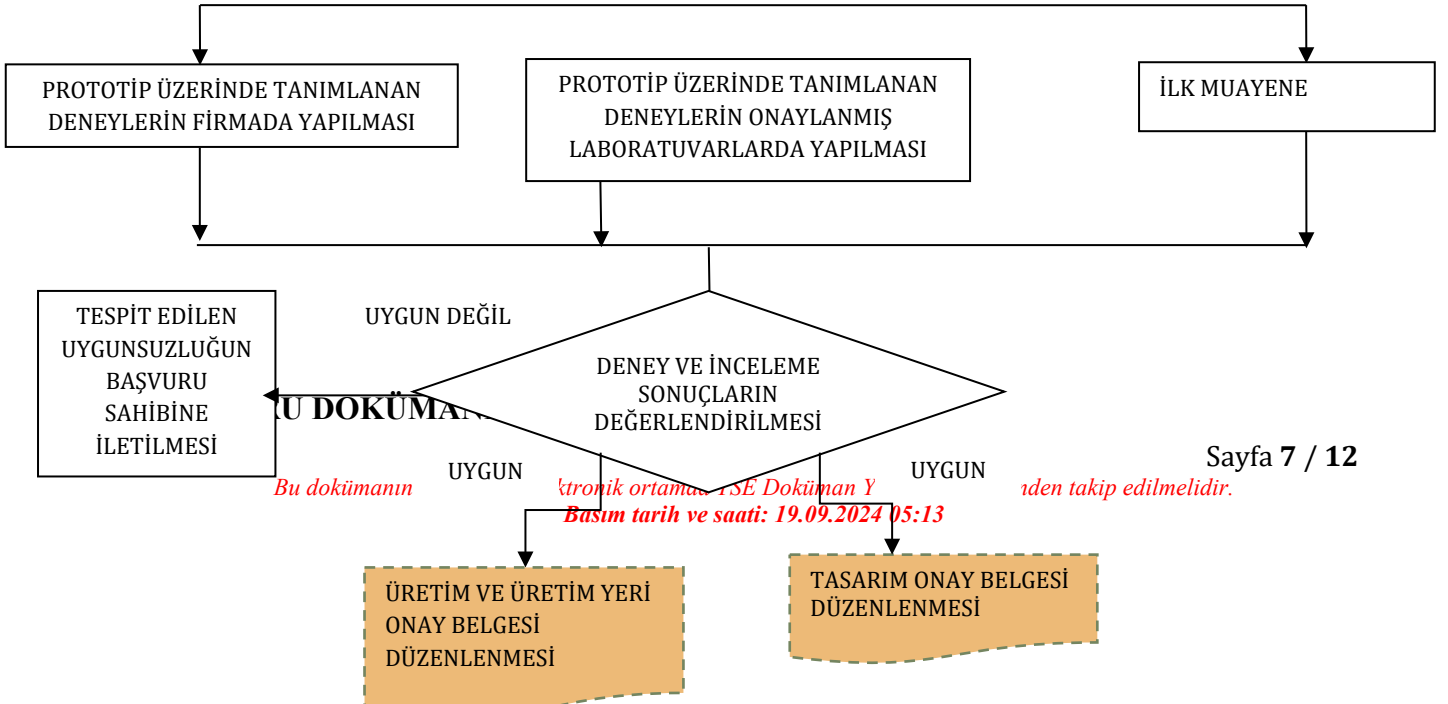 PROTOTİP ÜZERİNDE TANIMLANAN
DENEYLERİN FİRMADA YAPILMASI
PROTOTİP ÜZERİNDE TANIMLANAN
DENEYLERİN ONAYLANMIŞ
LABORATUVARLARDA YAPILMASI
İLK MUAYENE
TESPİT EDİLEN
UYGUNSUZLUĞUN
BAŞVURU
SAHİBİNE
İLETİLMESİ
UYGUN DEĞİL
DENEY VE İNCELEME
SONUÇLARIN
DEĞERLENDİRİLMESİ
UYGUN
UYGUN
Sayfa 7 / 12
Bu dokümanın ortamda TSE Doküman takip edilmelidir.
Basım tarih ve saati: 19.09.2024 05:13
ÜRETİM VE ÜRETİM YERİ
ONAY BELGESİ
DÜZENLENMESİ
TASARIM ONAY BELGESİ
DÜZENLENMESİ